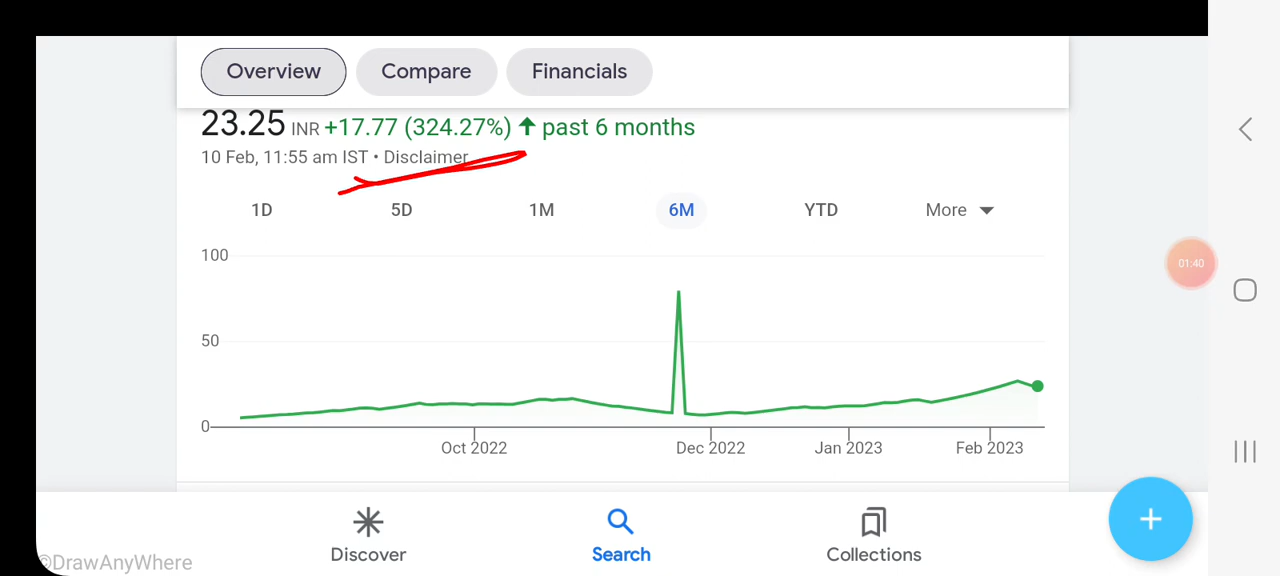 Overview Compare Financials
23.25 INR +17.77 (324.27%) ↑ past 6 months
10 Feb, 11:55 am IST • Disclaimer
1D 5D 1M 6M YTD More
100
50
0
Oct 2022 Dec 2022 Jan 2023 Feb 2023
01:40
Discover Search Collections
©DrawAnyWhere